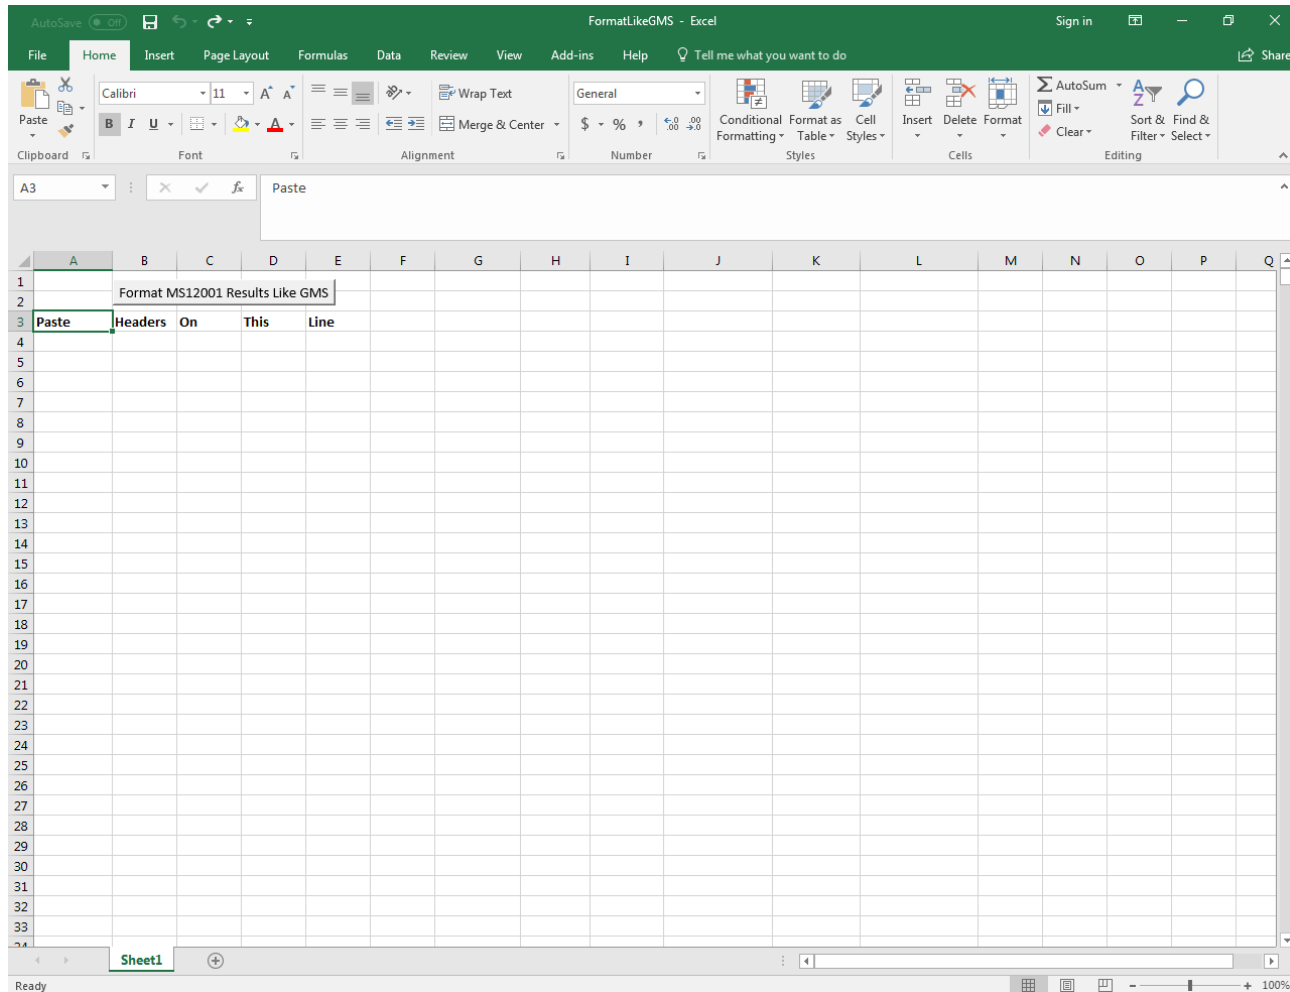 AutoSave Off FormatLikeGMS - Excel Sign in
File Home Insert Page Layout Formulas Data Review View Add-ins Help Tell me what you want to do Share
Calibri 11 Wrap Text General AutoSum
Fill
Paste B I U A Merge & Center $ % , Conditional Format as Cell Insert Delete Format Sort & Find &
Formatting Table Styles Clear Filter Select
Clipboard Font Alignment Number Styles Cells Editing
A3 fx Paste
A B C D E F G H I J K L M N O P Q
1
Format MS12001 Results Like GMS
2
3 Paste Headers On This Line
4
5
6
7
8
9
10
11
12
13
14
15
16
17
18
19
20
21
22
23
24
25
26
27
28
29
30
31
32
33
34
Sheet1
Ready 100%